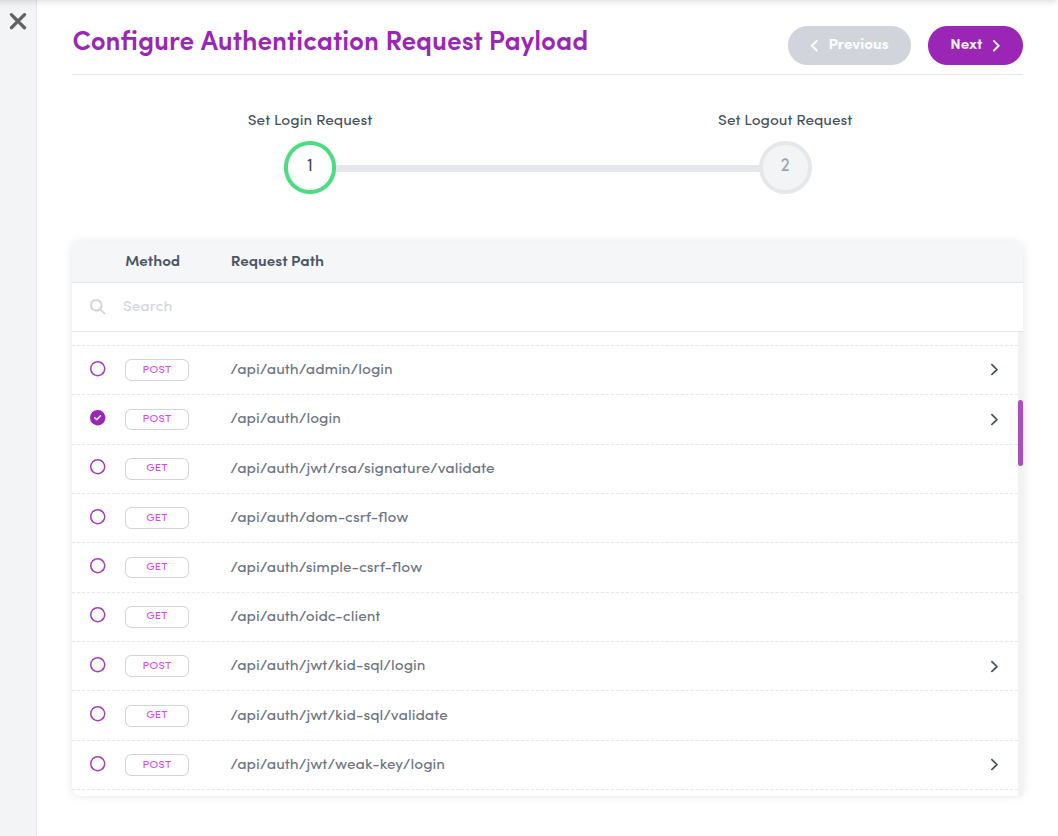 Configure Authentication Request Payload
Previous
Next
Set Login Request
Set Logout Request
1
2
Method Request Path
Search
POST /api/auth/admin/login
POST /api/auth/login
GET /api/auth/jwt/rsa/signature/validate
GET /api/auth/dom-csrf-flow
GET /api/auth/simple-csrf-flow
GET /api/auth/oidc-client
POST /api/auth/jwt/kid-sql/login
GET /api/auth/jwt/kid-sql/validate
POST /api/auth/jwt/weak-key/login